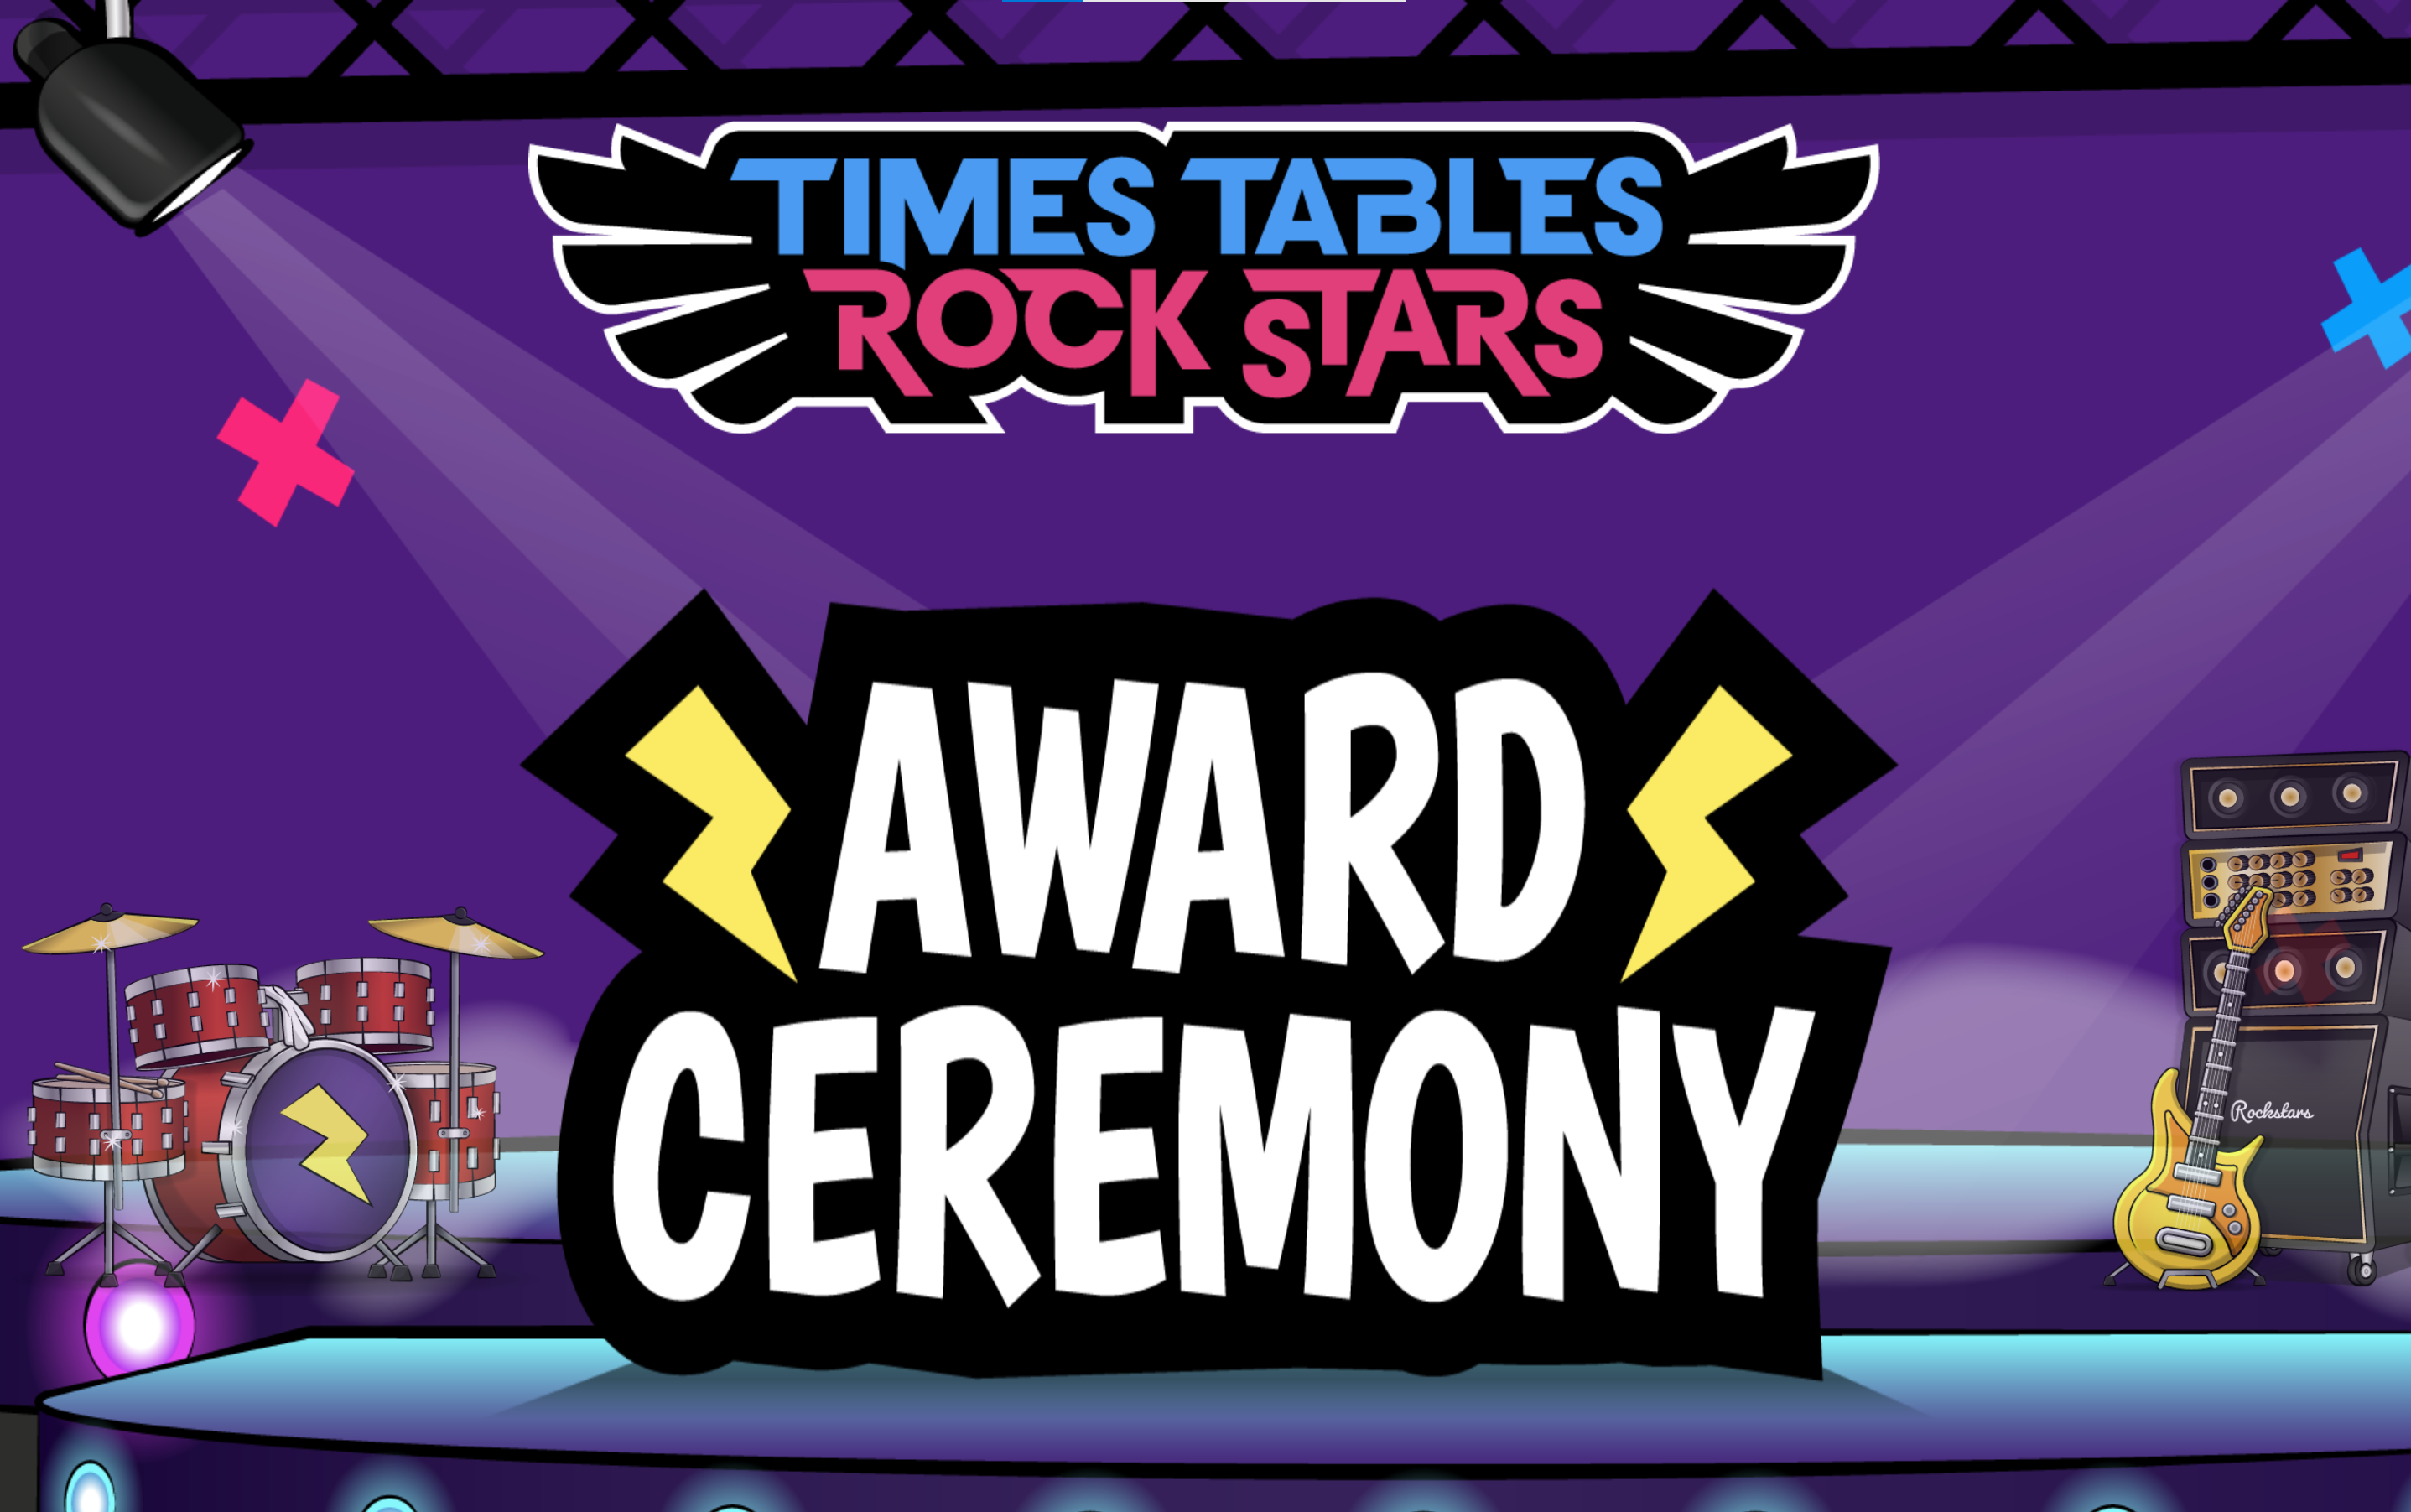 TIMES TABLES
ROCK STARS
AWARD
CEREMONY
Rockstars